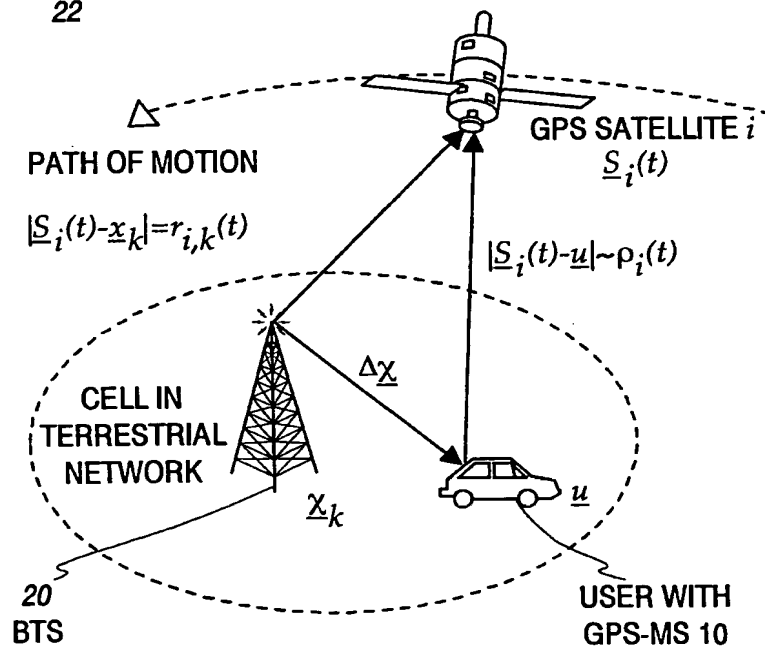 22
GPS SATELLITE i
S_i(t)
PATH OF MOTION
|S_i(t)-x_k|=r_{i,k}(t)
|S_i(t)-u|~ρ_i(t)
Δχ
CELL IN
TERRESTRIAL
NETWORK
χ_k
u
20
BTS
USER WITH
GPS-MS 10